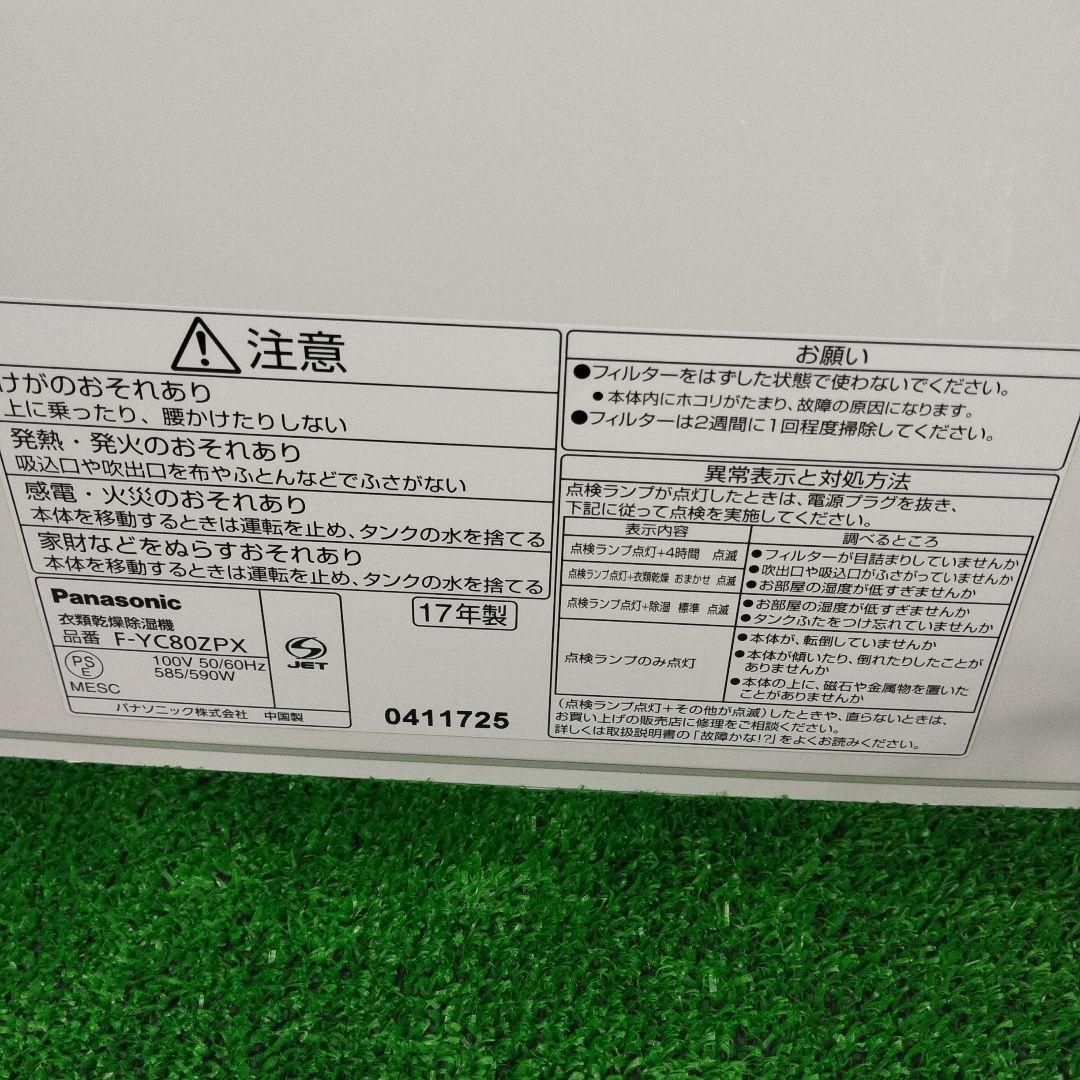 注意
けがのおそれあり
上に乗ったり、腰かけたりしない
発熱・発火のおそれあり
吸込口や吹出口を布やふとんなどでふさがない
感電・火災のおそれあり
本体を移動するときは運転を止め、タンクの水を捨てる
家財などをぬらすおそれあり
本体を移動するときは運転を止め、タンクの水を捨てる
Panasonic
衣類乾燥除湿機
品番 F-YC80ZPX
PS
E
MESC
100V 50/60Hz
585/590W
JET
パナソニック株式会社 中国製
17年製
0411725
お願い
●フィルターをはずした状態で使わないでください。
●本体内にホコリがたまり、故障の原因になります。
●フィルターは2週間に1回程度掃除してください。
異常表示と対処方法
点検ランプが点灯したときは、電源プラグを抜き、
下記に従って点検を実施してください。
表示内容 調べるところ
点検ランプ点灯+4時間 点滅
●フィルターが目詰まりしていませんか
●吹出口や吸込口がふさがっていませんか
点検ランプ点灯+衣類乾燥 おまかせ 点滅
●お部屋の温度が低すぎませんか
点検ランプ点灯+除湿 標準 点滅
●お部屋の湿度が低すぎませんか
●タンクふたをつけ忘れていませんか
点検ランプのみ点灯
●本体が、転倒していませんか
●本体が傾いたり、倒れたりしたことが
ありませんか
●本体の上に、磁石や金属物を置いた
ことがありませんか
(点検ランプ点灯+その他が点滅)したときや、直らないときは、
お買い上げの販売店に修理をご相談ください。
詳しくは取扱説明書の「故障かな!?」をよくお読みください。